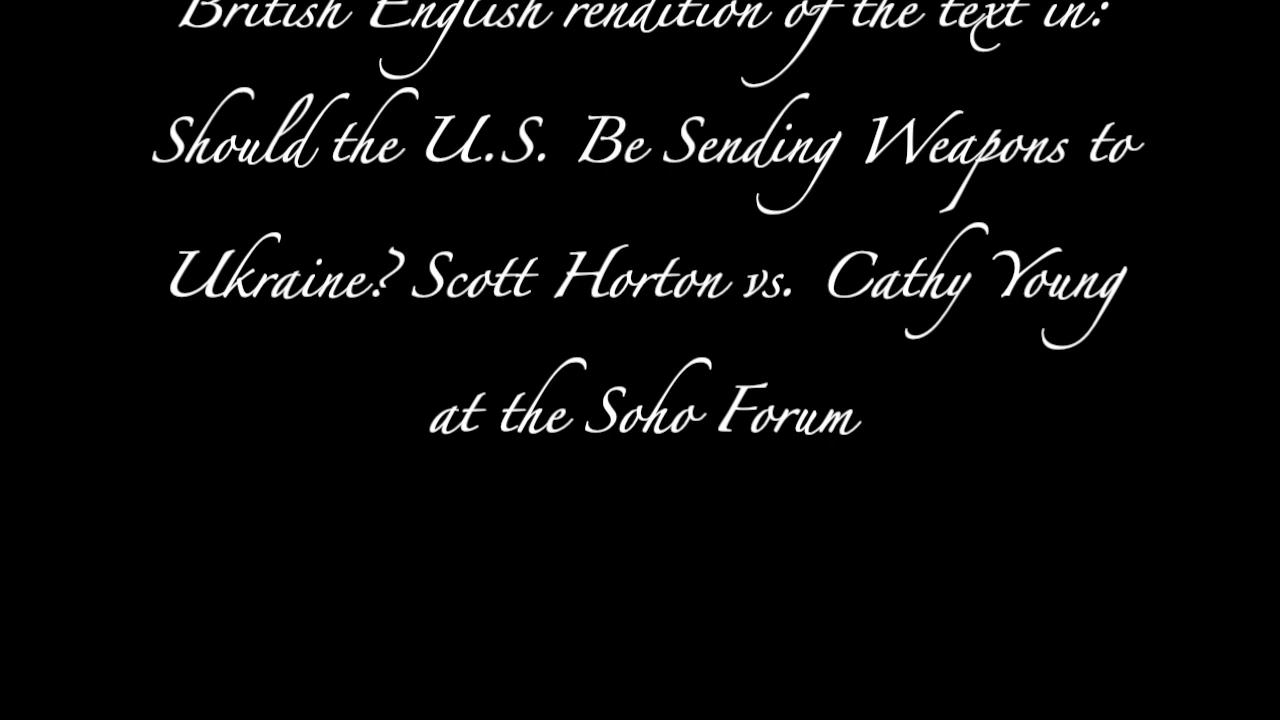 British English rendition of the text in:
Should the U.S. Be Sending Weapons to
Ukraine? Scott Horton vs. Cathy Young
at the Soho Forum